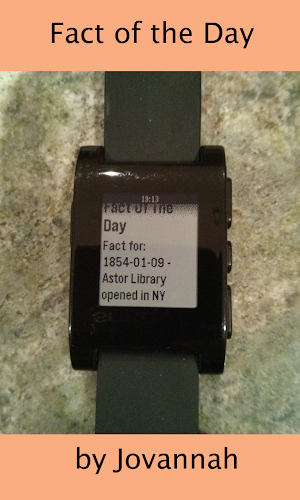 Fact of the Day
19:13
Fact Of The
Day
Fact for:
1854-01-09 -
Astor Library
opened in NY
by Jovannah